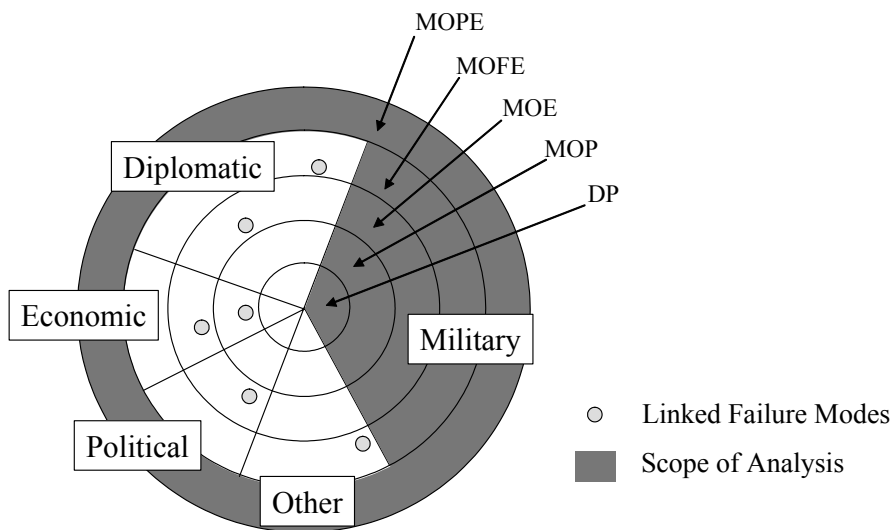 MOPE
MOFE
MOE
MOP
DP
Diplomatic
Economic
Military
Political
Other
Linked Failure Modes
Scope of Analysis